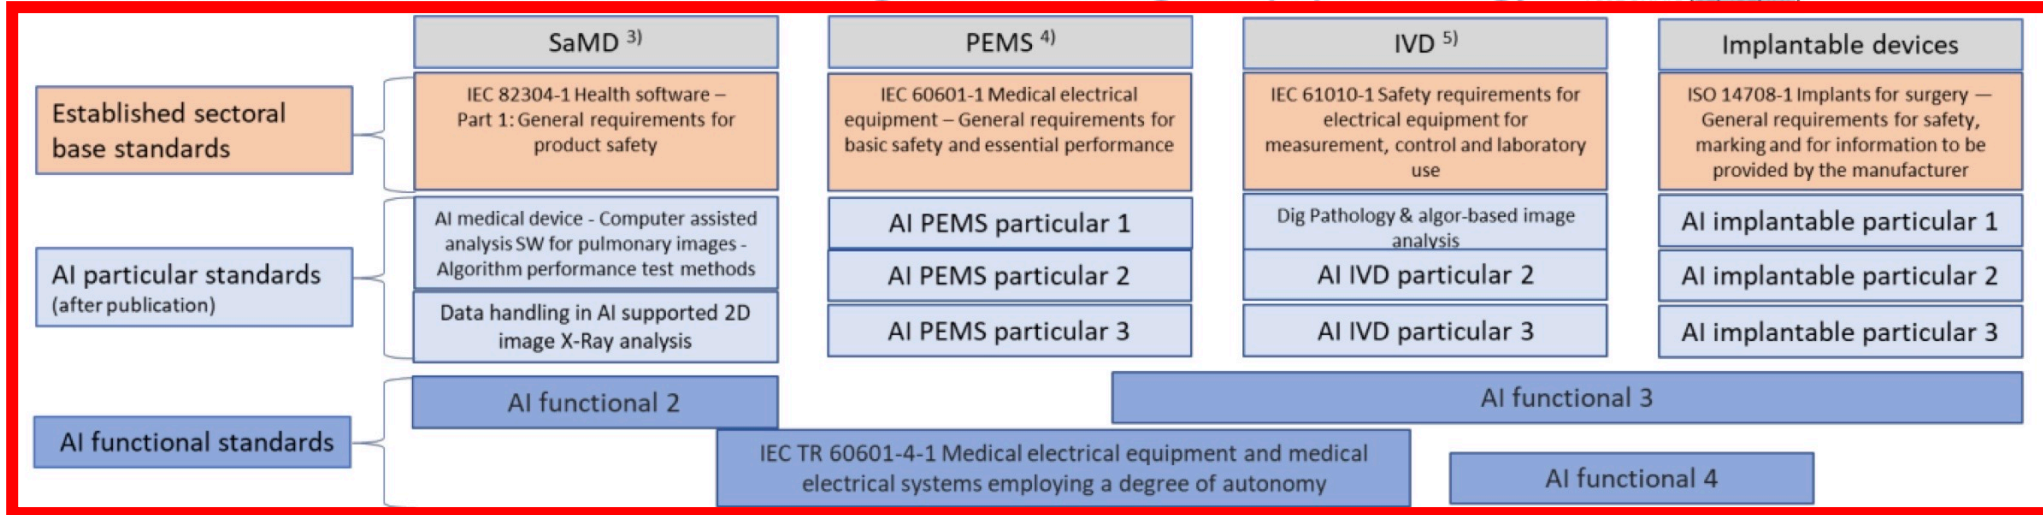 SaMD 3)
PEMS 4)
IVD 5)
Implantable devices
Established sectoral
base standards
IEC 82304-1 Health software –
Part 1: General requirements for
product safety
IEC 60601-1 Medical electrical
equipment – General requirements for
basic safety and essential performance
IEC 61010-1 Safety requirements for
electrical equipment for
measurement, control and laboratory
use
ISO 14708-1 Implants for surgery —
General requirements for safety,
marking and for information to be
provided by the manufacturer
AI particular standards
(after publication)
AI medical device - Computer assisted
analysis SW for pulmonary images -
Algorithm performance test methods
Data handling in AI supported 2D
image X-Ray analysis
AI PEMS particular 1
AI PEMS particular 2
AI PEMS particular 3
Dig Pathology & algor-based image
analysis
AI IVD particular 2
AI IVD particular 3
AI implantable particular 1
AI implantable particular 2
AI implantable particular 3
AI functional standards
AI functional 2
AI functional 3
IEC TR 60601-4-1 Medical electrical equipment and medical
electrical systems employing a degree of autonomy
AI functional 4